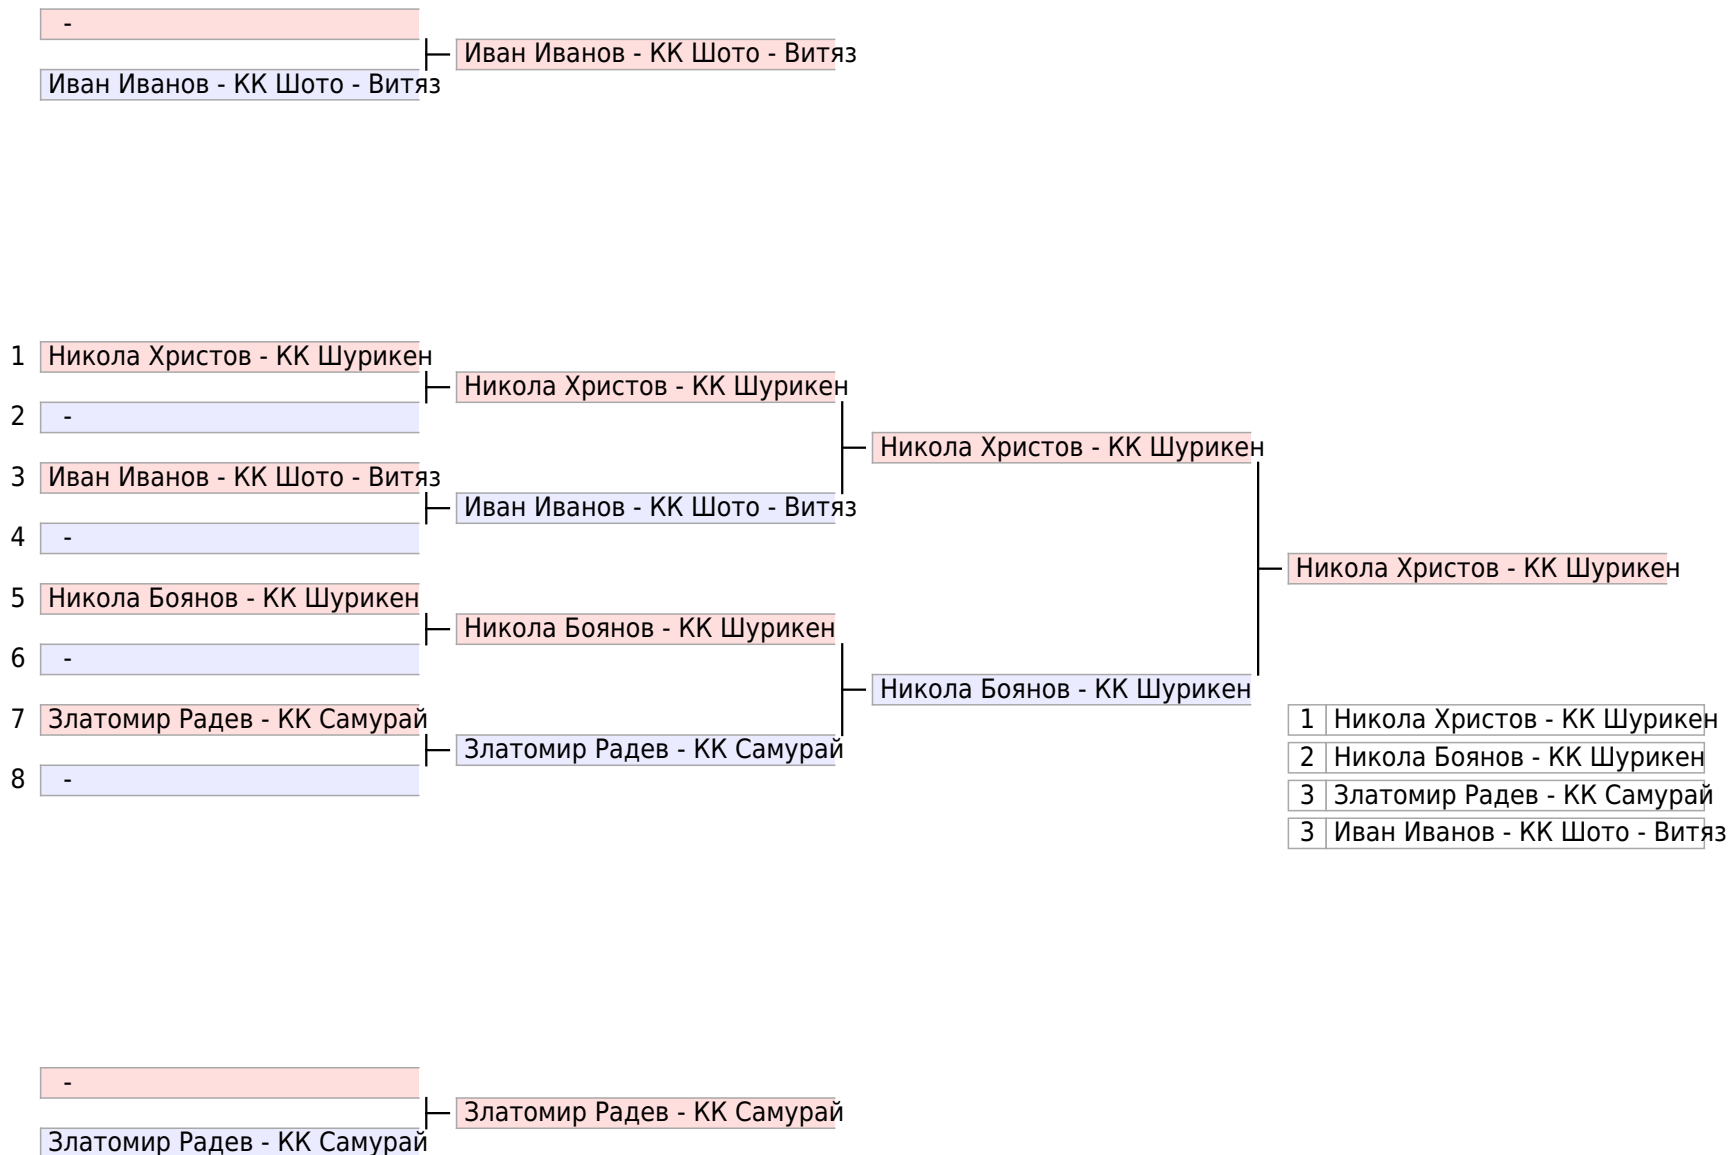 -
Иван Иванов - КК Шото - Витяз
Иван Иванов - КК Шото - Витяз
1 Никола Христов - КК Шурикен
Никола Христов - КК Шурикен
2 -
Никола Христов - КК Шурикен
3 Иван Иванов - КК Шото - Витяз
Иван Иванов - КК Шото - Витяз
4 -
Никола Христов - КК Шурикен
5 Никола Боянов - КК Шурикен
Никола Боянов - КК Шурикен
6 -
Никола Боянов - КК Шурикен
7 Златомир Радев - КК Самурай
Златомир Радев - КК Самурай
8 -
1 Никола Христов - КК Шурикен
2 Никола Боянов - КК Шурикен
3 Златомир Радев - КК Самурай
3 Иван Иванов - КК Шото - Витяз
-
Златомир Радев - КК Самурай
Златомир Радев - КК Самурай